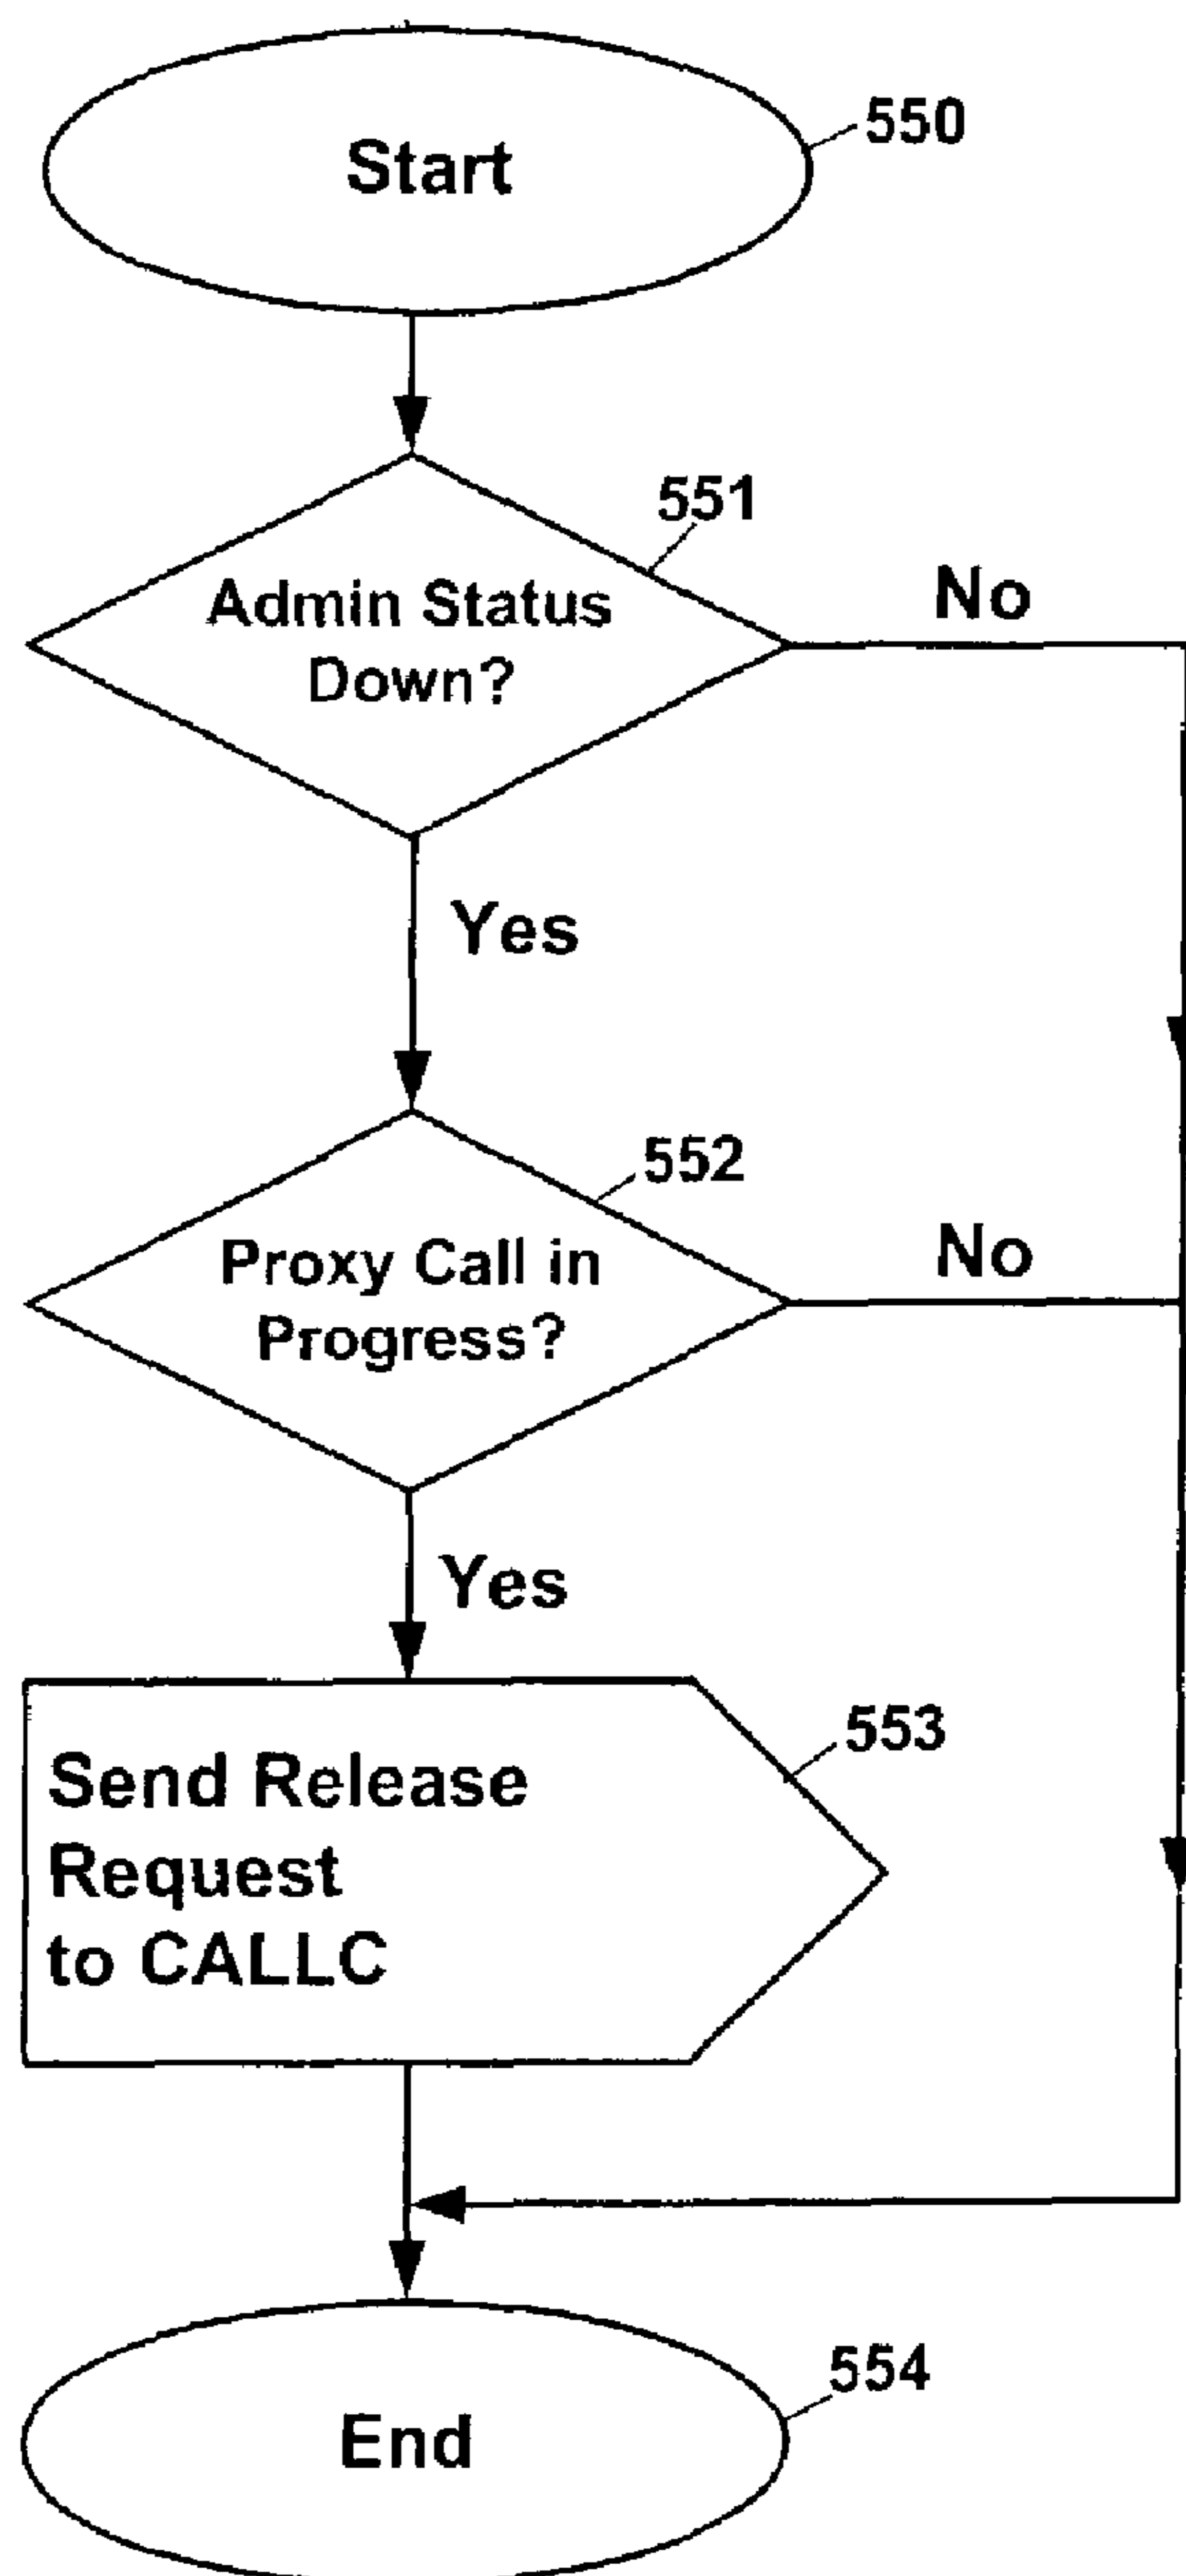 Start
550
551
Admin Status
Down?
No
Yes
552
Proxy Call in
Progress?
No
Yes
553
Send Release
Request
to CALLC
554
End